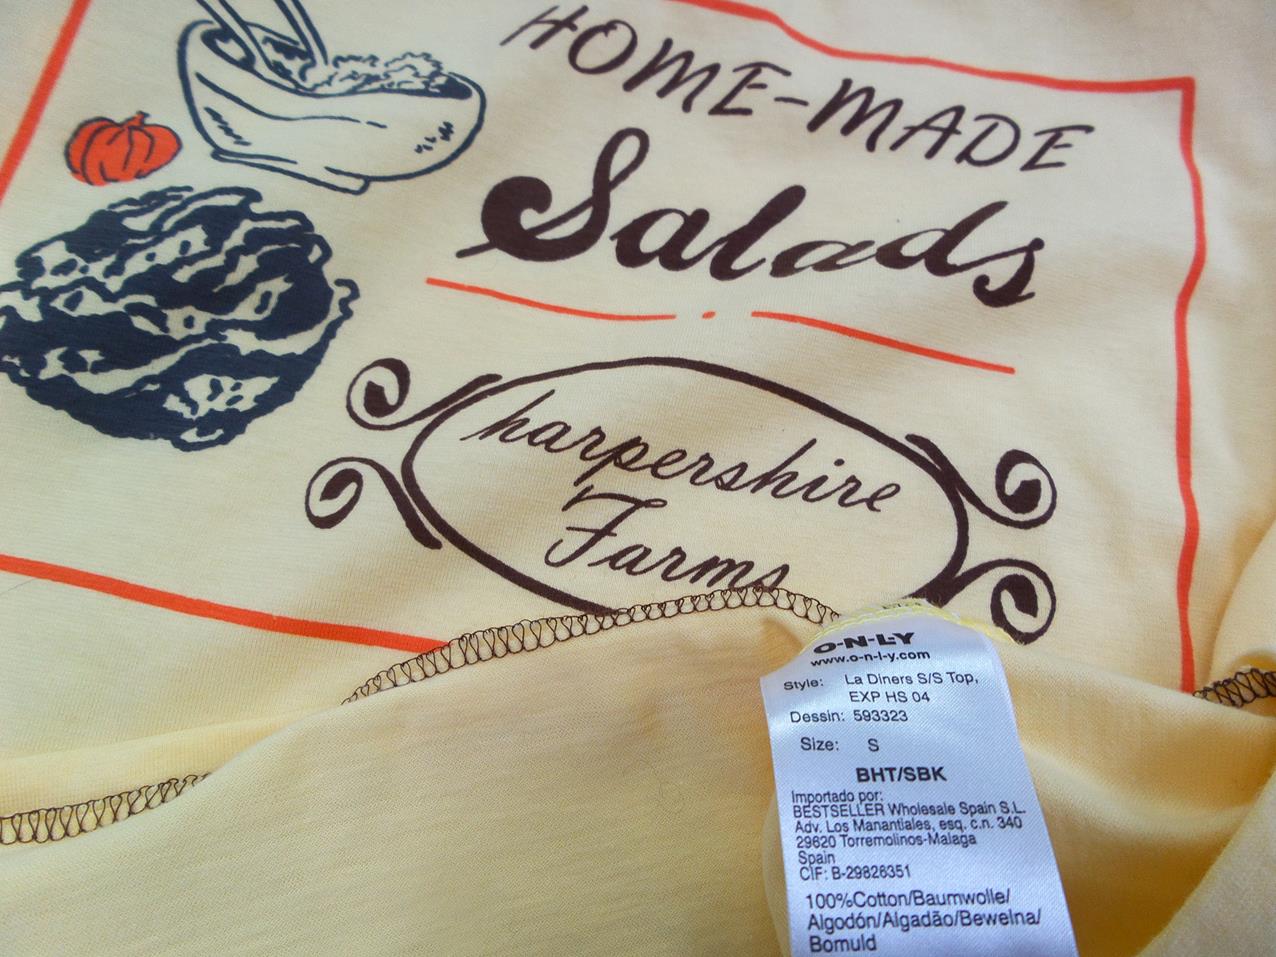 HOME-MADE
Salads
harpershire
Farms
O-N-L-Y
www.o-n-l-y.com
Style: La Diners S/S Top,
EXP HS 04
Dessin: 593323
Size: S
BHT/SBK
Importado por:
BESTSELLER Wholesale Spain S.L.
Adv. Los Manantiales, esq. c.n. 340
29620 Torremolinos-Malaga
Spain
CIF: B-29826351
100%Cotton/Baumwolle/
Algodón/Algadão/Bewelna/
Bomuld